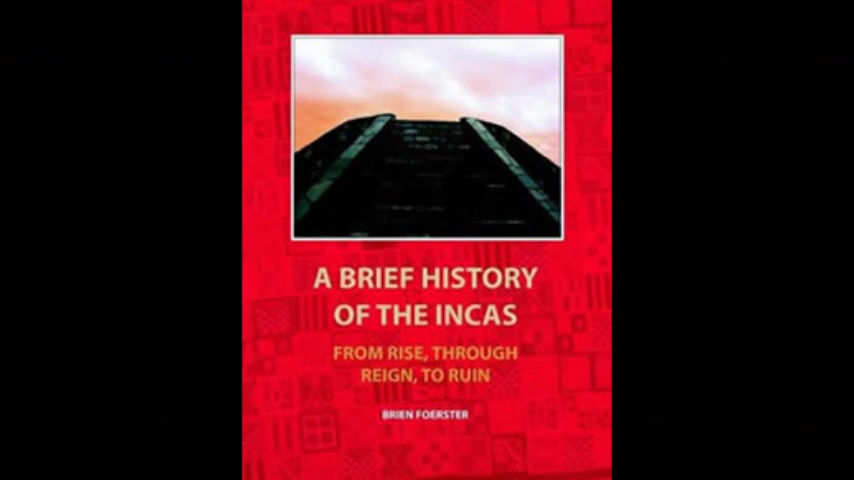 A BRIEF HISTORY
OF THE INCAS
FROM RISE, THROUGH
REIGN, TO RUIN
BRIEN FOERSTER